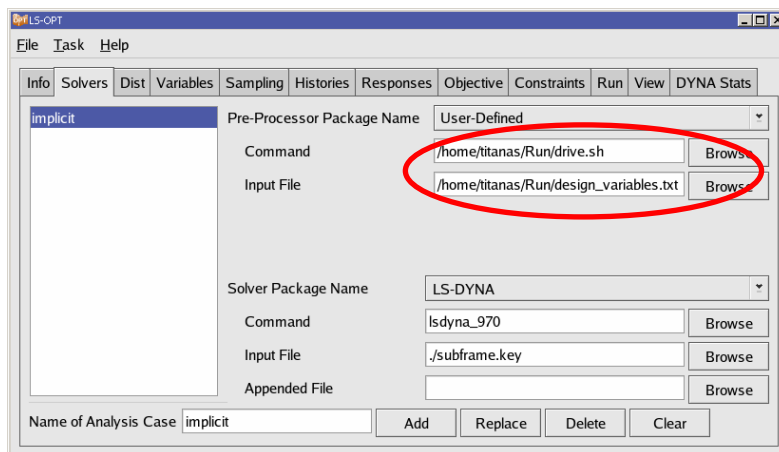 LS-OPT
File Task Help
Info Solvers Dist Variables Sampling Histories Responses Objective Constraints Run View DYNA Stats
implicit
Pre-Processor Package Name User-Defined
Command /home/titanas/Run/drive.sh Browse
Input File /home/titanas/Run/design_variables.txt Browse
Solver Package Name LS-DYNA
Command lsdyna_970 Browse
Input File ./subframe.key Browse
Appended File Browse
Name of Analysis Case implicit Add Replace Delete Clear